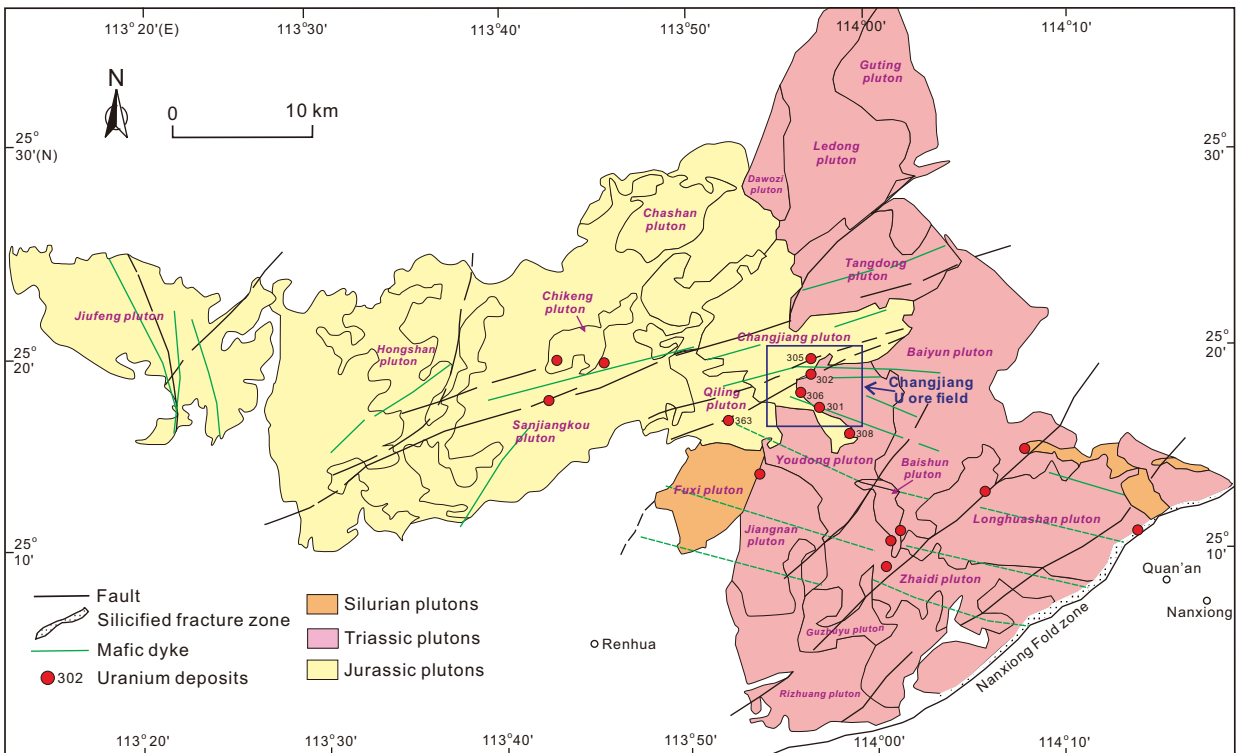 113°20'(E)
113°30'
113°40'
113°50'
114°00'
114°10'
N
0
10 km
25°
30'(N)
25°
30'
Guting
pluton
Ledong
pluton
Dawozi
pluton
Chashan
pluton
Tangdong
pluton
Jiufeng pluton
Chikeng
pluton
Hongshan
pluton
Changjiang pluton
Baiyun pluton
25°
20'
25°
20'
305
302
306
301
308
363
Changjiang
U ore field
Qiling
pluton
Sanjiangkou
pluton
Youdong pluton
Baishun
pluton
Fuxi pluton
Jiangnan
pluton
Longhuashan pluton
25°
10'
25°
10'
Zhaidi pluton
Quan'an
Nanxiong
Guzhuyu pluton
Nanxiong Fold zone
Rizhuang pluton
Renhua
Fault
Silicified fracture zone
Mafic dyke
302 Uranium deposits
Silurian plutons
Triassic plutons
Jurassic plutons
113°20'
113°30'
113°40'
113°50'
114°00'
114°10'